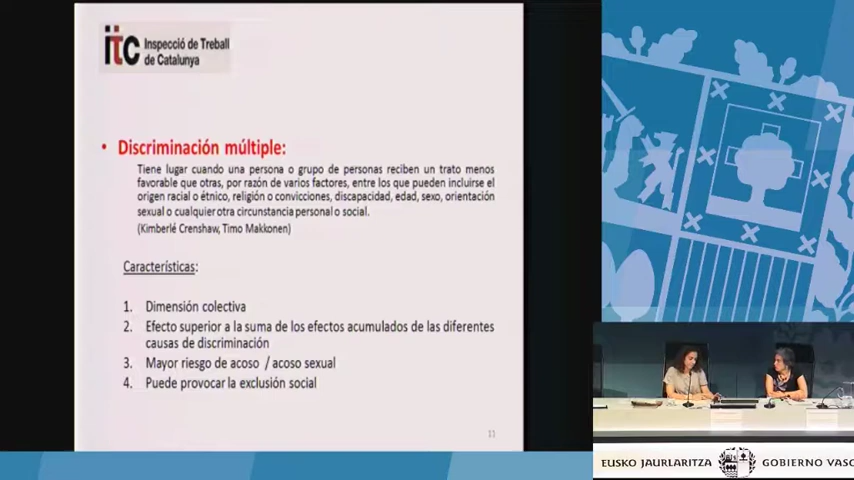 itc Inspecció de Treball
de Catalunya
• Discriminación múltiple:
Tiene lugar cuando una persona o grupo de personas reciben un trato menos
favorable que otras, por razón de varios factores, entre los que pueden incluirse el
origen racial o étnico, religión o convicciones, discapacidad, edad, sexo, orientación
sexual o cualquier otra circunstancia personal o social.
(Kimberlé Crenshaw, Timo Makkonen)
Características:
1. Dimensión colectiva
2. Efecto superior a la suma de los efectos acumulados de las diferentes
causas de discriminación
3. Mayor riesgo de acoso / acoso sexual
4. Puede provocar la exclusión social
11
EUSKO JAURLARITZA GOBIERNO VASC